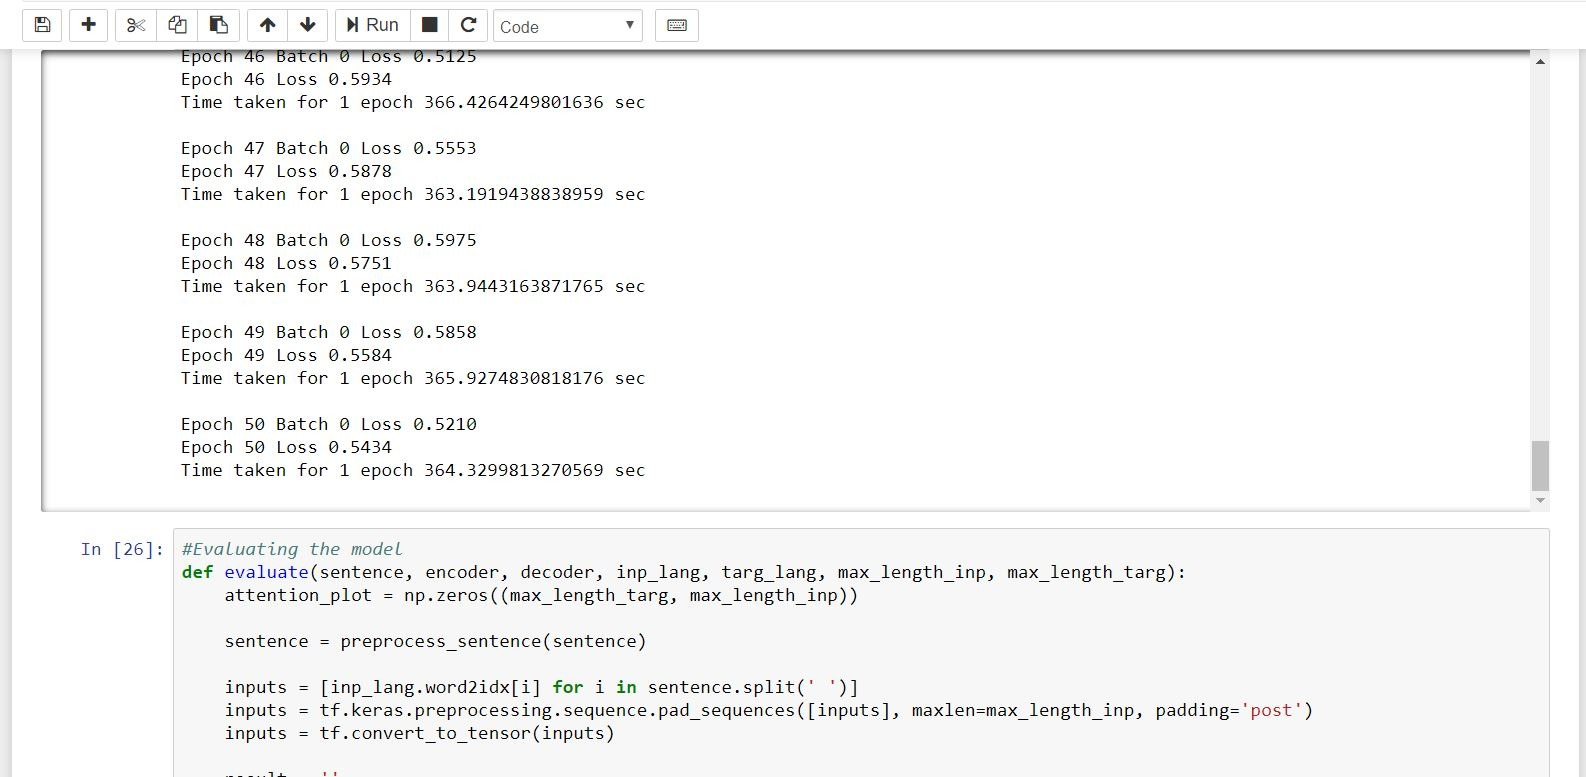 Run
Code
Epoch 46 Batch 0 Loss 0.5125
Epoch 46 Loss 0.5934
Time taken for 1 epoch 366.4264249801636 sec
Epoch 47 Batch 0 Loss 0.5553
Epoch 47 Loss 0.5878
Time taken for 1 epoch 363.1919438838959 sec
Epoch 48 Batch 0 Loss 0.5975
Epoch 48 Loss 0.5751
Time taken for 1 epoch 363.9443163871765 sec
Epoch 49 Batch 0 Loss 0.5858
Epoch 49 Loss 0.5584
Time taken for 1 epoch 365.9274830818176 sec
Epoch 50 Batch 0 Loss 0.5210
Epoch 50 Loss 0.5434
Time taken for 1 epoch 364.3299813270569 sec
In [26]:
#Evaluating the model
def evaluate(sentence, encoder, decoder, inp_lang, targ_lang, max_length_inp, max_length_targ):
    attention_plot = np.zeros((max_length_targ, max_length_inp))
    sentence = preprocess_sentence(sentence)
    inputs = [inp_lang.word2idx[i] for i in sentence.split(' ')]
    inputs = tf.keras.preprocessing.sequence.pad_sequences([inputs], maxlen=max_length_inp, padding='post')
    inputs = tf.convert_to_tensor(inputs)